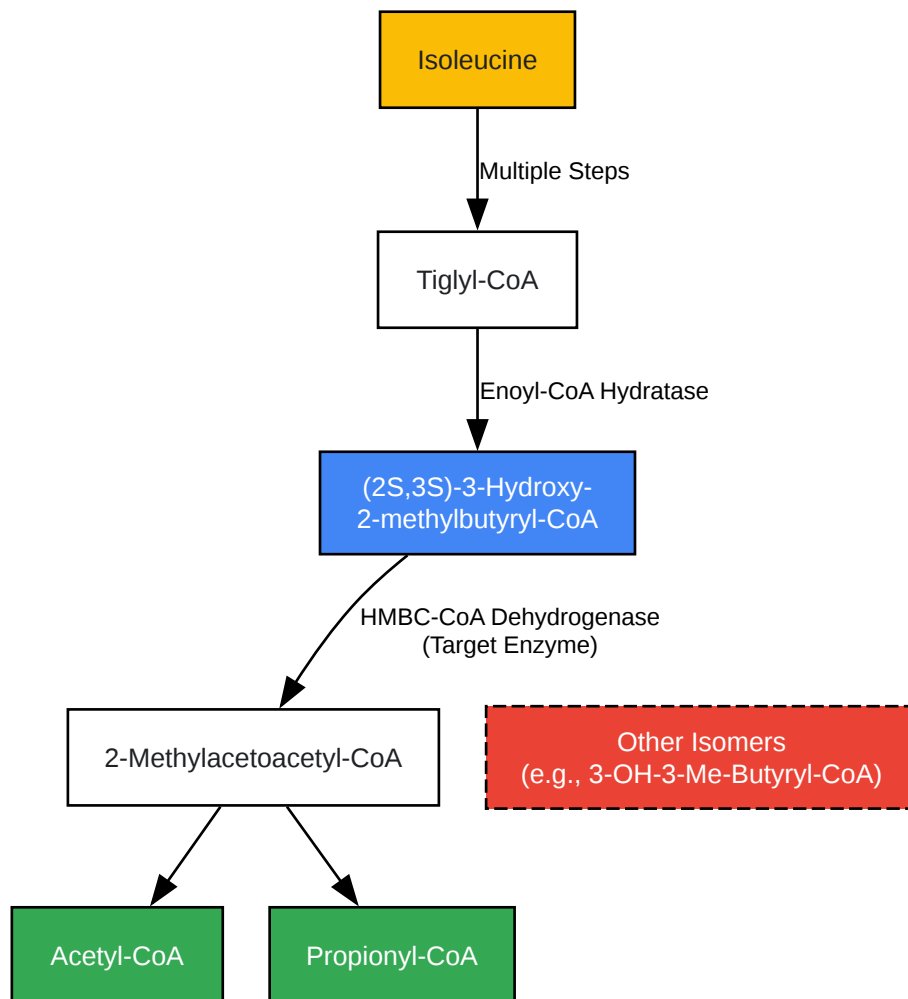 Isoleucine
Multiple Steps
Tiglyl-CoA
Enoyl-CoA Hydratase
(2S,3S)-3-Hydroxy-
2-methylbutyryl-CoA
HMBC-CoA Dehydrogenase
(Target Enzyme)
2-Methylacetoacetyl-CoA
Other Isomers
(e.g., 3-OH-3-Me-Butyryl-CoA)
Acetyl-CoA
Propionyl-CoA